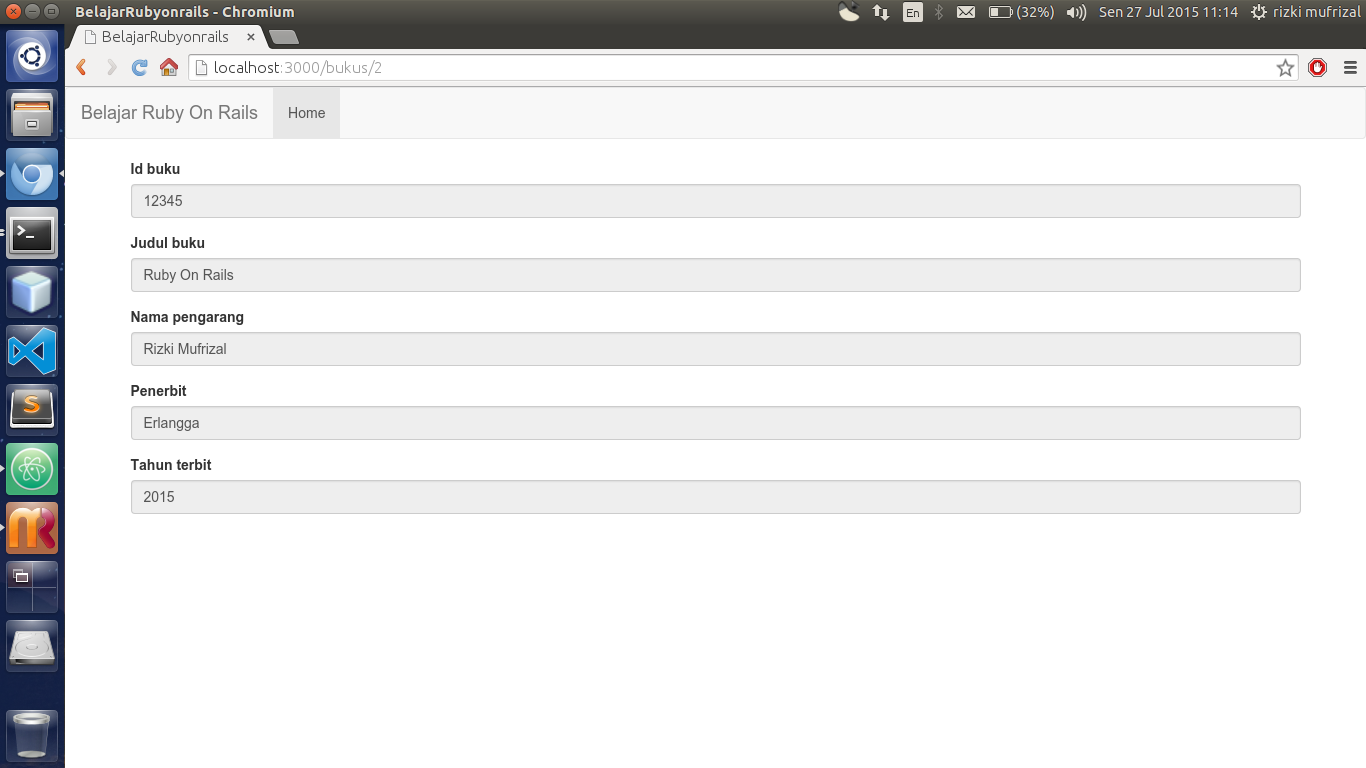 BelajarRubyonrails - Chromium
En
(32%)
Sen 27 Jul 2015 11:14
rizki mufrizal
BelajarRubyonrails
localhost:3000/bukus/2
Belajar Ruby On Rails
Home
Id buku
12345
Judul buku
Ruby On Rails
Nama pengarang
Rizki Mufrizal
Penerbit
Erlangga
Tahun terbit
2015